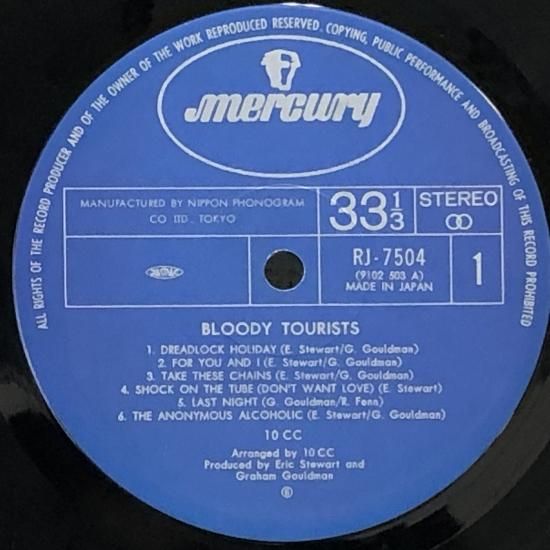 ALL RIGHTS OF THE RECORD PRODUCER AND OF THE OWNER OF THE WORK REPRODUCED RESERVED. COPYING, PUBLIC PERFORMANCE AND BROADCASTING OF THIS RECORD PROHIBITED
mercury
MANUFACTURED BY NIPPON PHONOGRAM
CO. LTD., TOKYO
33 1/3
STEREO
RJ-7504
(9102 503 A)
MADE IN JAPAN
1
BLOODY TOURISTS
1. DREADLOCK HOLIDAY (E. Stewart/G. Gouldman)
2. FOR YOU AND I (E. Stewart/G. Gouldman)
3. TAKE THESE CHAINS (E. Stewart/G. Gouldman)
4. SHOCK ON THE TUBE (DON'T WANT LOVE) (E. Stewart)
5. LAST NIGHT (G. Gouldman/R. Fenn)
6. THE ANONYMOUS ALCOHOLIC (E. Stewart/G. Gouldman)
10 CC
Arranged by 10 CC
Produced by Eric Stewart and
Graham Gouldman